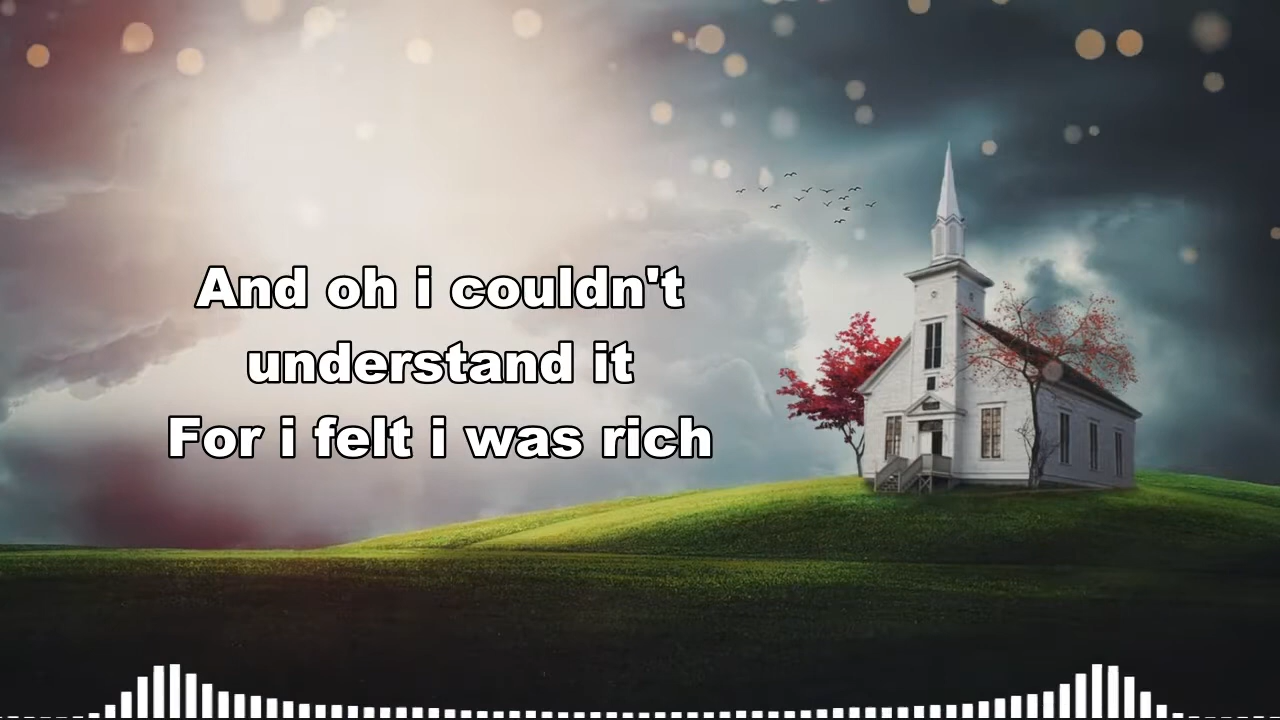 And oh i couldn't
understand it
For i felt i was rich